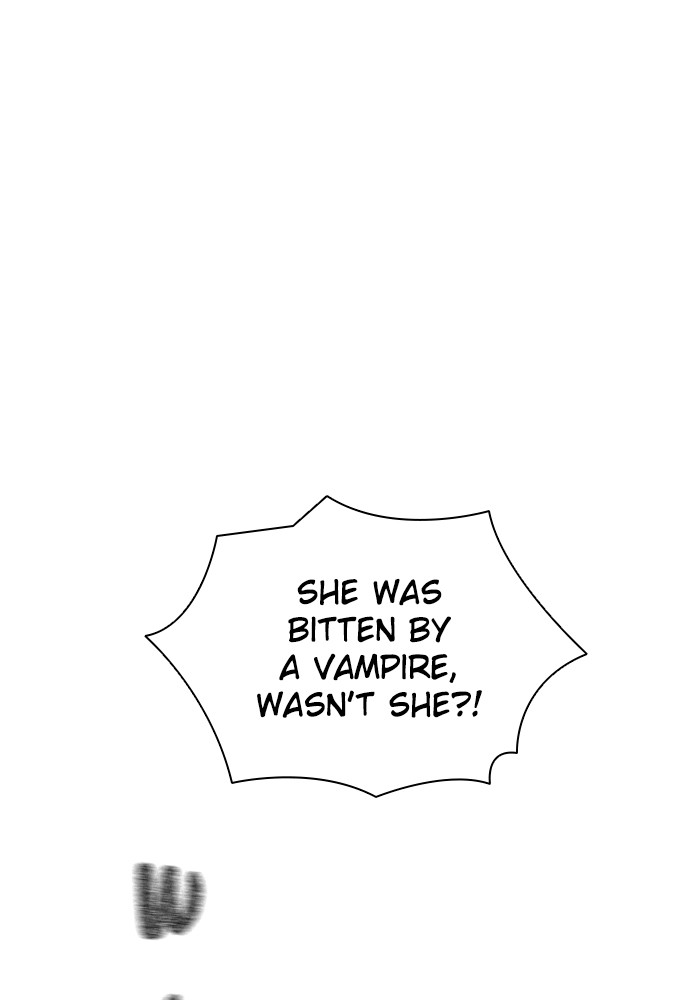 SHE WAS
BITTEN BY
A VAMPIRE,
WASN'T SHE?!
W